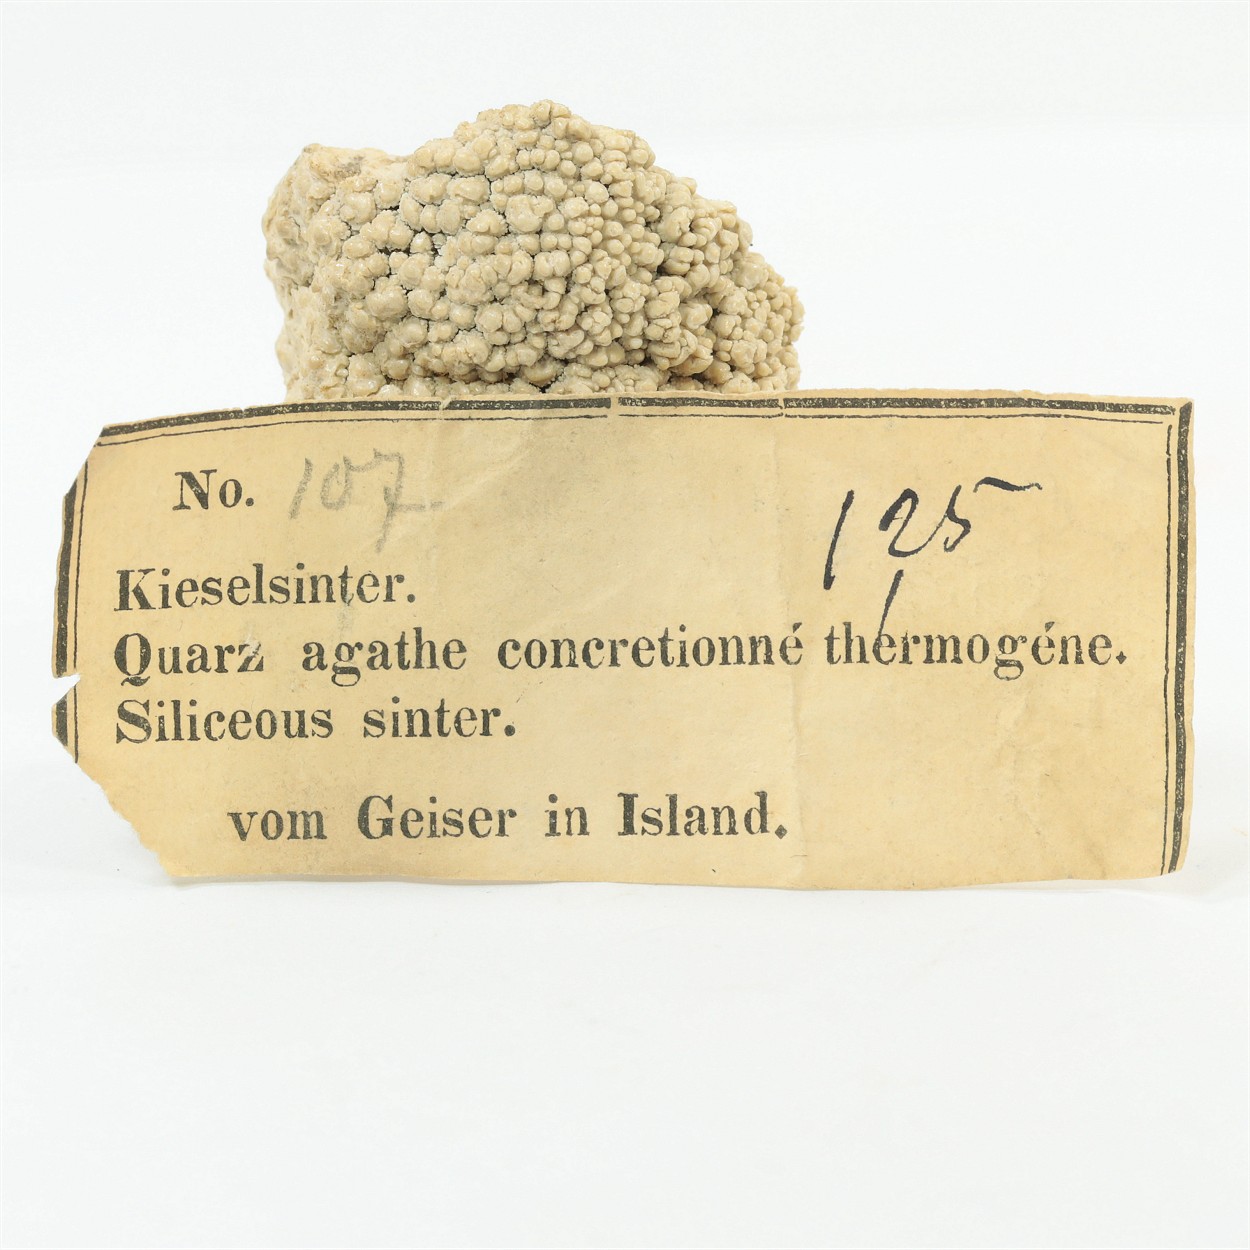 No. 107
125
Kieselsinter.
Quarz agathe concretionné thermogéne.
Siliceous sinter.
vom Geiser in Island.